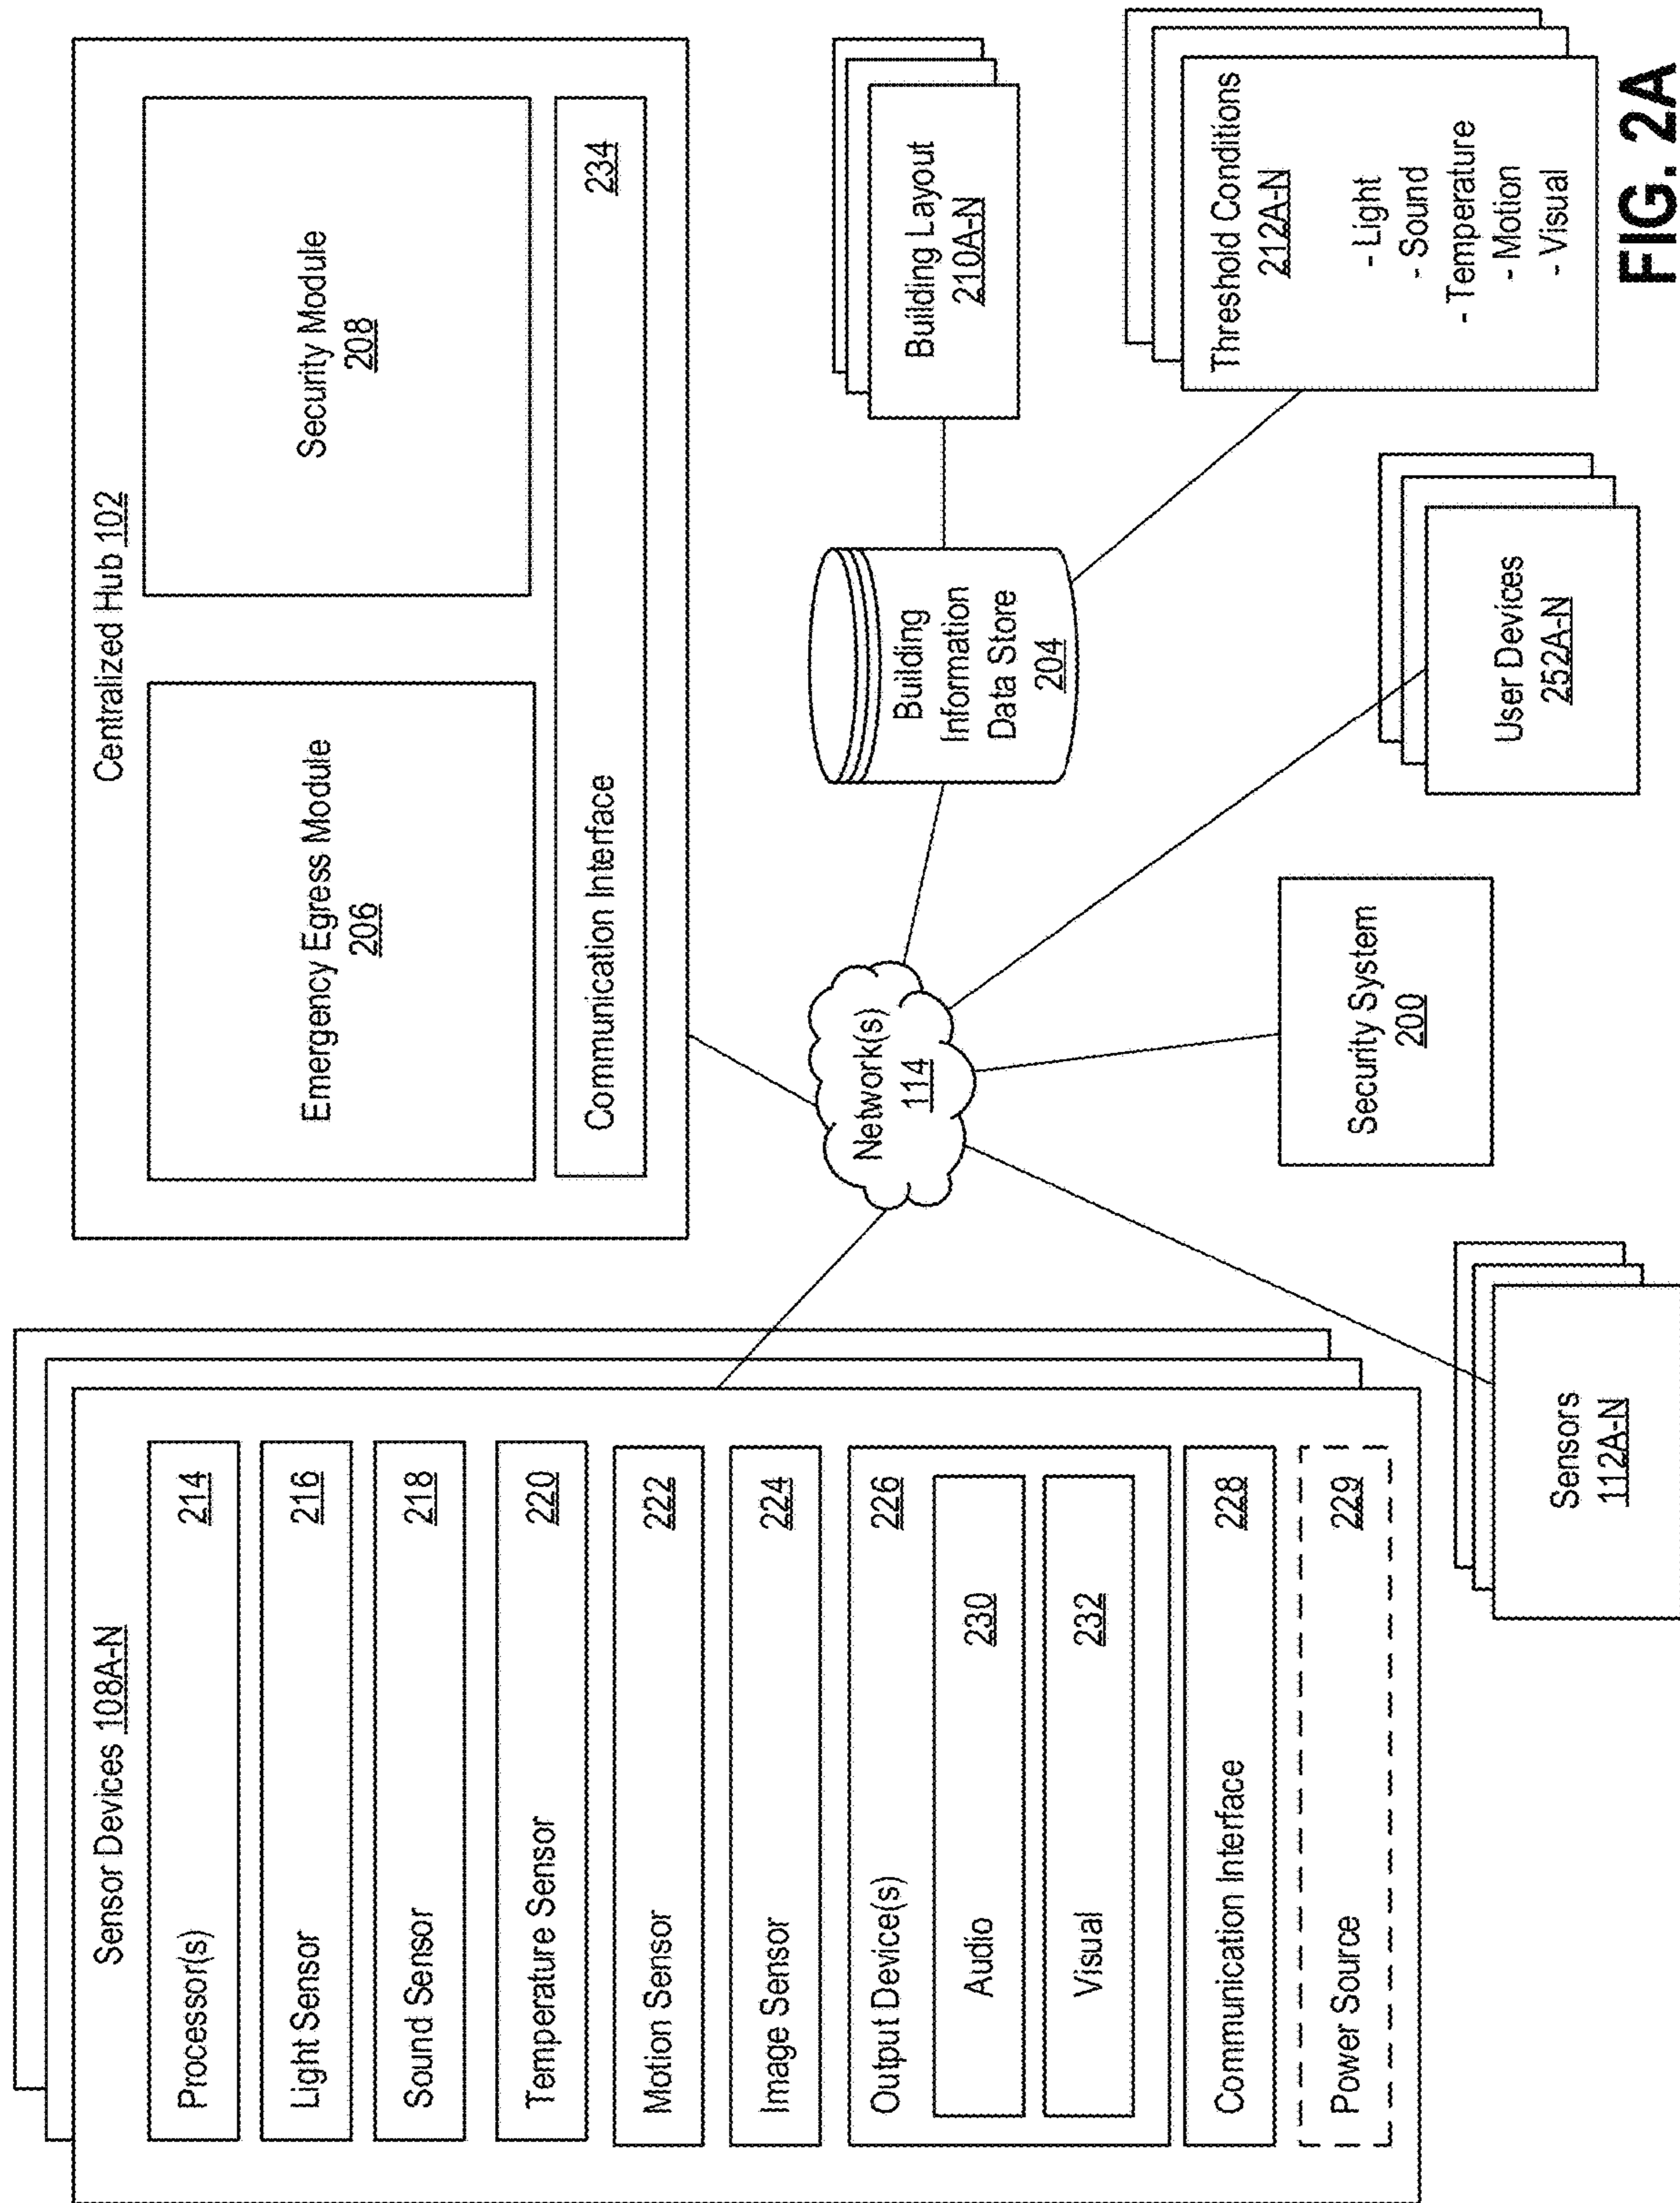 Sensor Devices 108A-N
Processor(s) 214
Light Sensor 216
Sound Sensor 218
Temperature Sensor 220
Motion Sensor 222
Image Sensor 224
Output Device(s) 226
Audio 230
Visual 232
Communication Interface 228
Power Source 229
Centralized Hub 102
Emergency Egress Module
206
Security Module
208
Communication Interface 234
Network(s)
114
Building
Information
Data Store
204
Building Layout
210A-N
Threshold Conditions
212A-N
- Light
- Sound
- Temperature
- Motion
- Visual
Sensors
112A-N
Security System
200
User Devices
252A-N
FIG. 2A